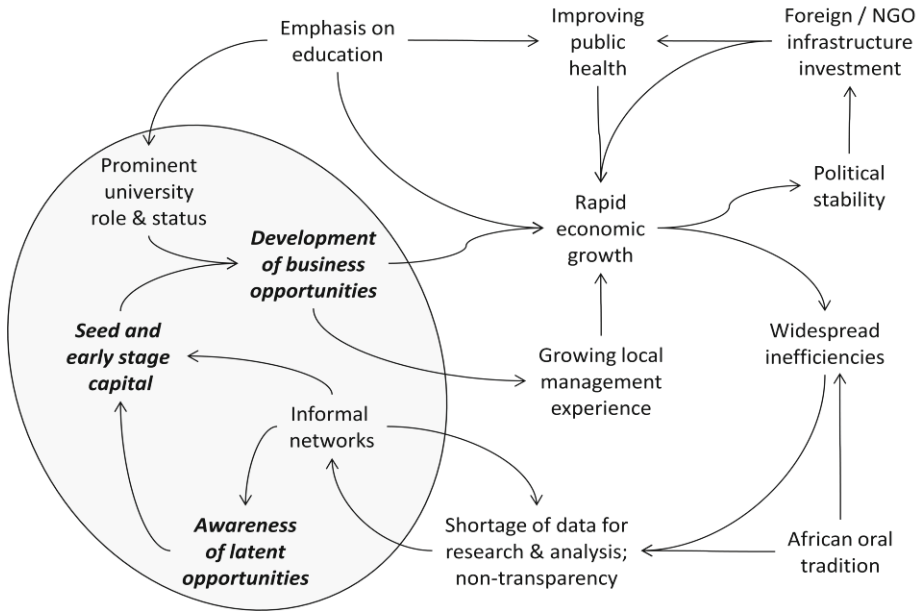 Emphasis on
education
Improving
public
health
Foreign / NGO
infrastructure
investment
Prominent
university
role & status
Political
stability
Development
of business
opportunities
Rapid
economic
growth
Seed and
early stage
capital
Growing local
management
experience
Widespread
inefficiencies
Informal
networks
Awareness
of latent
opportunities
Shortage of data for
research & analysis;
non-transparency
African oral
tradition